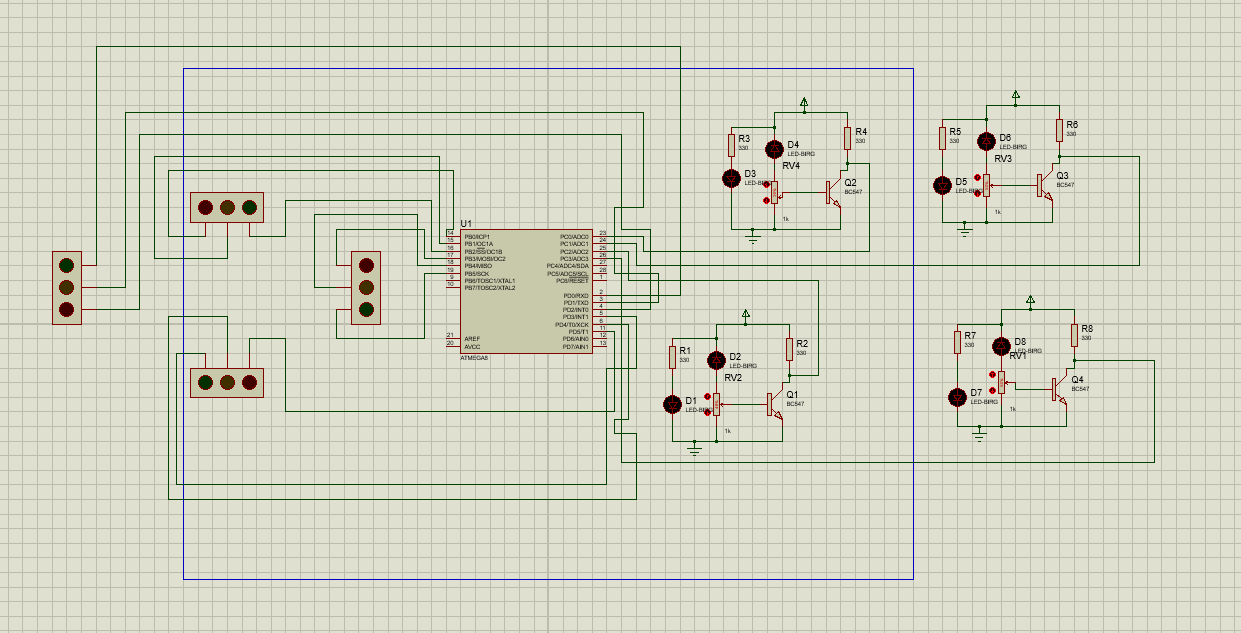 U1
14 PB0/ICP1
15 PB1/OC1A
16 PB2/SS/OC1B
17 PB3/MOSI/OC2
18 PB4/MISO
19 PB5/SCK
9 PB6/TOSC1/XTAL1
10 PB7/TOSC2/XTAL2
21 AREF
20 AVCC
PC0/ADC0 23
PC1/ADC1 24
PC2/ADC2 25
PC3/ADC3 26
PC4/ADC4/SDA 27
PC5/ADC5/SCL 28
PC6/RESET 1
PD0/RXD 2
PD1/TXD 3
PD2/INT0 4
PD3/INT1 5
PD4/T0/XCK 6
PD5/T1 11
PD6/AIN0 12
PD7/AIN1 13
ATMEGA8
R3
330
D4
LED-BIRG
RV4
R4
330
D3
LED-BIRG
Q2
BC547
1k
R5
330
D6
LED-BIRG
RV3
R6
330
D5
LED-BIRG
Q3
BC547
1k
R1
330
D2
LED-BIRG
RV2
R2
330
D1
LED-BIRG
Q1
BC547
1k
R7
330
D8
LED-BIRG
RV1
R8
330
D7
LED-BIRG
Q4
BC547
1k